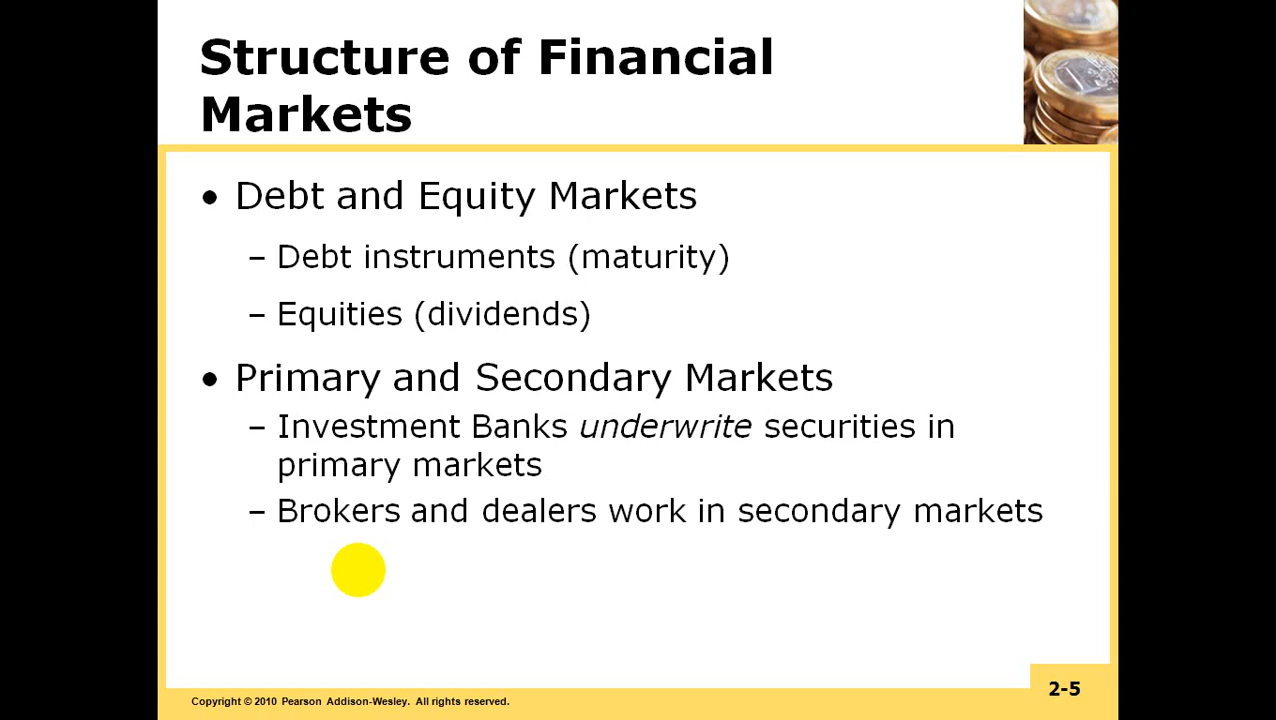 Structure of Financial
Markets
• Debt and Equity Markets
– Debt instruments (maturity)
– Equities (dividends)
• Primary and Secondary Markets
– Investment Banks underwrite securities in
primary markets
– Brokers and dealers work in secondary markets
Copyright © 2010 Pearson Addison-Wesley. All rights reserved.
2-5